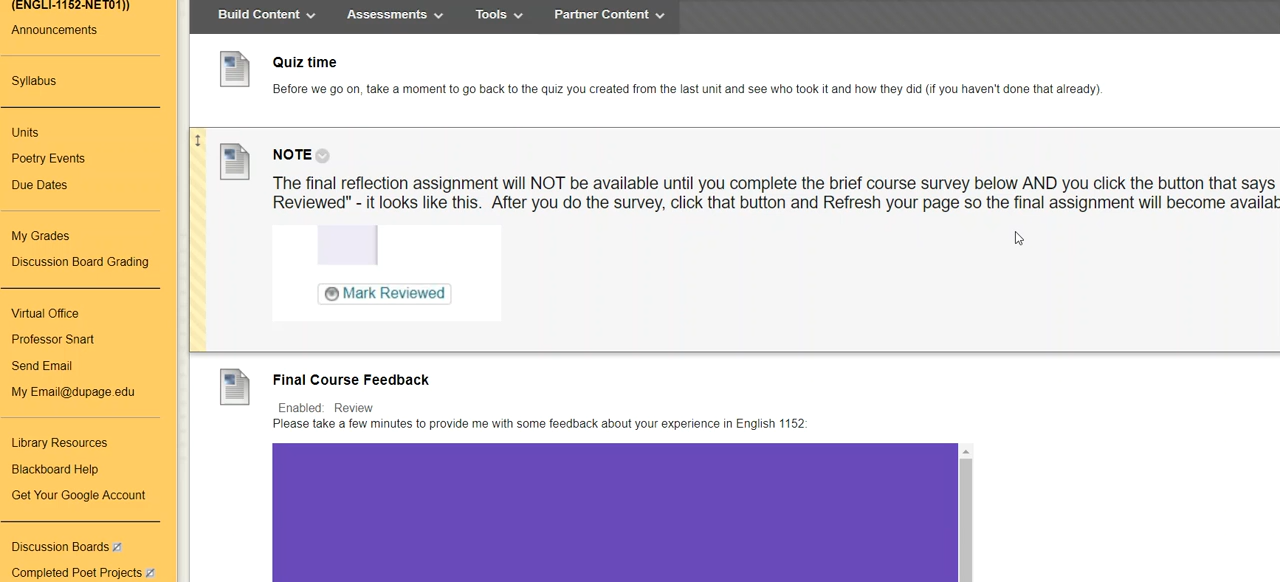 (ENGLI-1152-NET01))
Announcements
Syllabus
Units
Poetry Events
Due Dates
My Grades
Discussion Board Grading
Virtual Office
Professor Snart
Send Email
My Email@dupage.edu
Library Resources
Blackboard Help
Get Your Google Account
Discussion Boards
Completed Poet Projects
Build Content
Assessments
Tools
Partner Content
Quiz time
Before we go on, take a moment to go back to the quiz you created from the last unit and see who took it and how they did (if you haven't done that already).
NOTE
The final reflection assignment will NOT be available until you complete the brief course survey below AND you click the button that says
Reviewed" - it looks like this. After you do the survey, click that button and Refresh your page so the final assignment will become availab
Mark Reviewed
Final Course Feedback
Enabled: Review
Please take a few minutes to provide me with some feedback about your experience in English 1152: